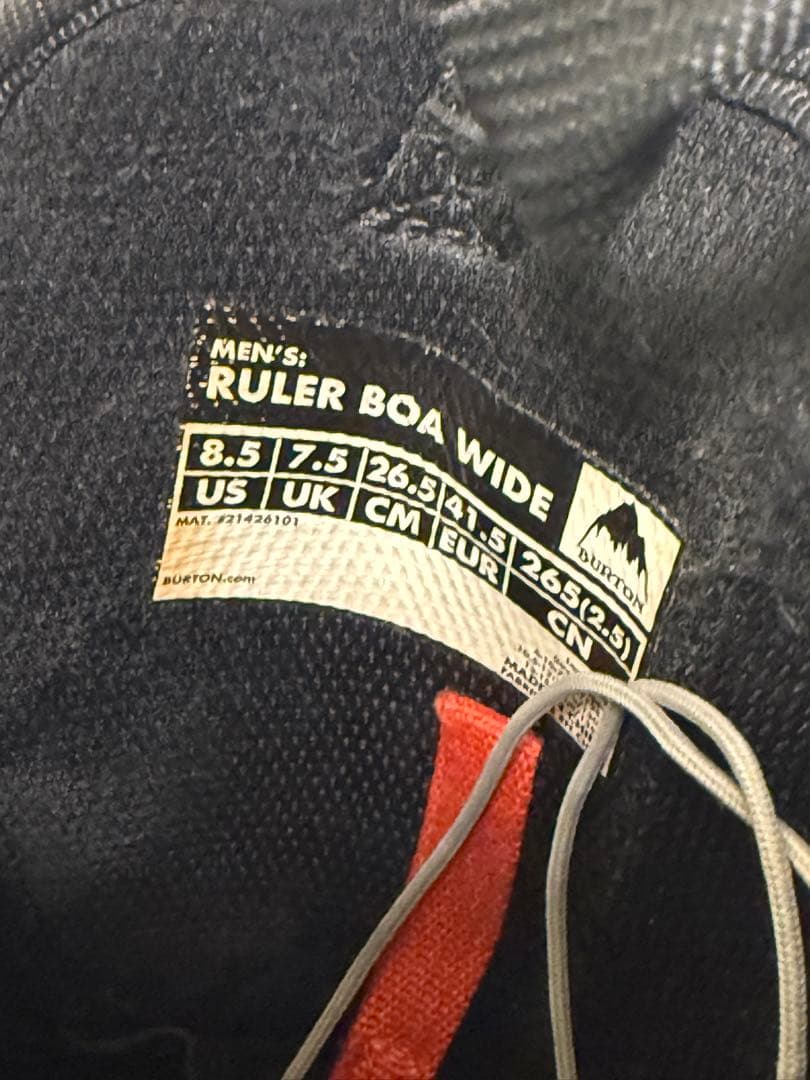 MEN'S:
RULER BOA WIDE
8.5 7.5 26.5 41.5 265(2.5)
US UK CM EUR CN
MAT. #21426101
BURTON.com
BURTON